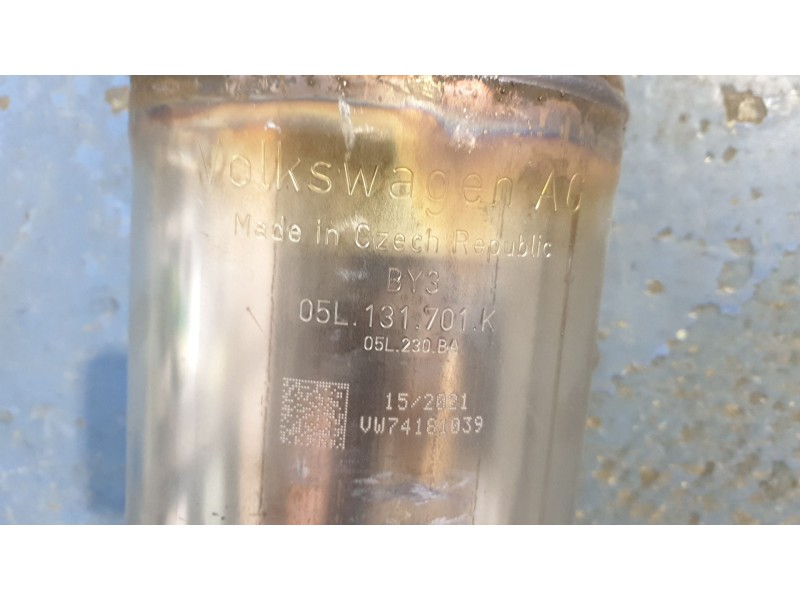 Volkswagen AG
Made in Czech Republic
BY3
05L.131.701.K
05L.230.BA
15/2021
VW74181039